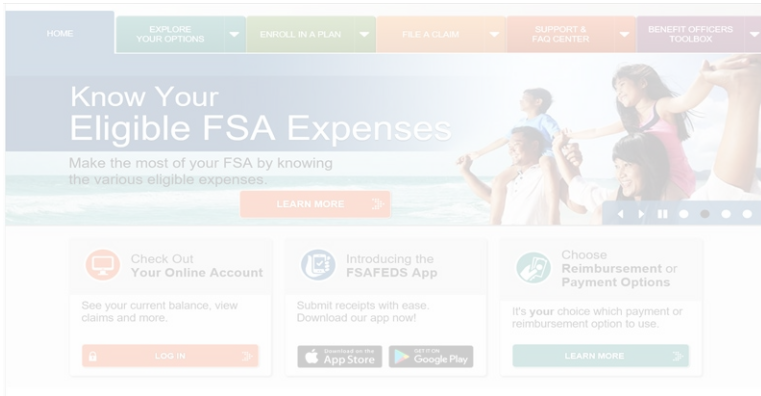 HOME
EXPLORE
YOUR OPTIONS
ENROLL IN A PLAN
FILE A CLAIM
SUPPORT &
FAQ CENTER
BENEFIT OFFICERS
TOOLBOX
Know Your
Eligible FSA Expenses
Make the most of your FSA by knowing
the various eligible expenses.
LEARN MORE
Check Out
Your Online Account
See your current balance, view
claims and more.
LOG IN
Introducing the
FSAFEDS App
Submit receipts with ease.
Download our app now!
Download on the
App Store
GET IT ON
Google Play
Choose
Reimbursement or
Payment Options
It's your choice which payment or
reimbursement option to use.
LEARN MORE